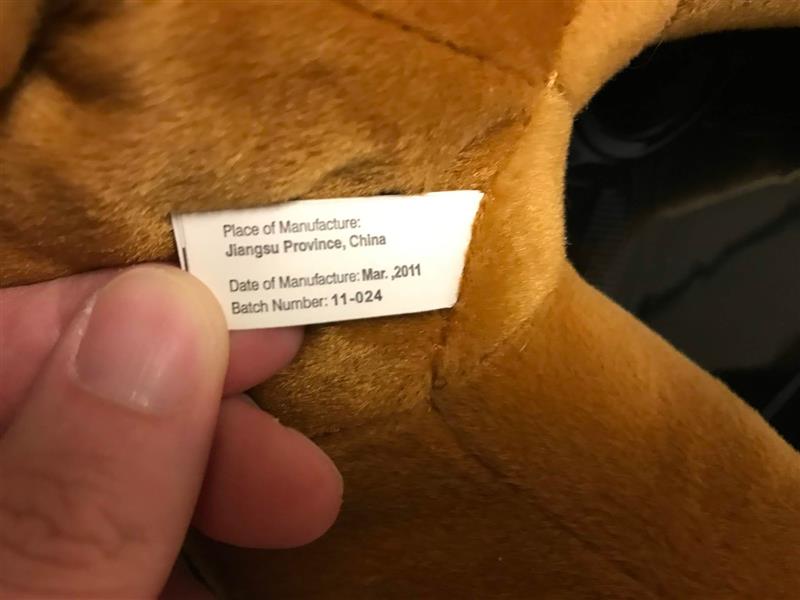 Place of Manufacture:
Jiangsu Province, China
Date of Manufacture: Mar. ,2011
Batch Number: 11-024